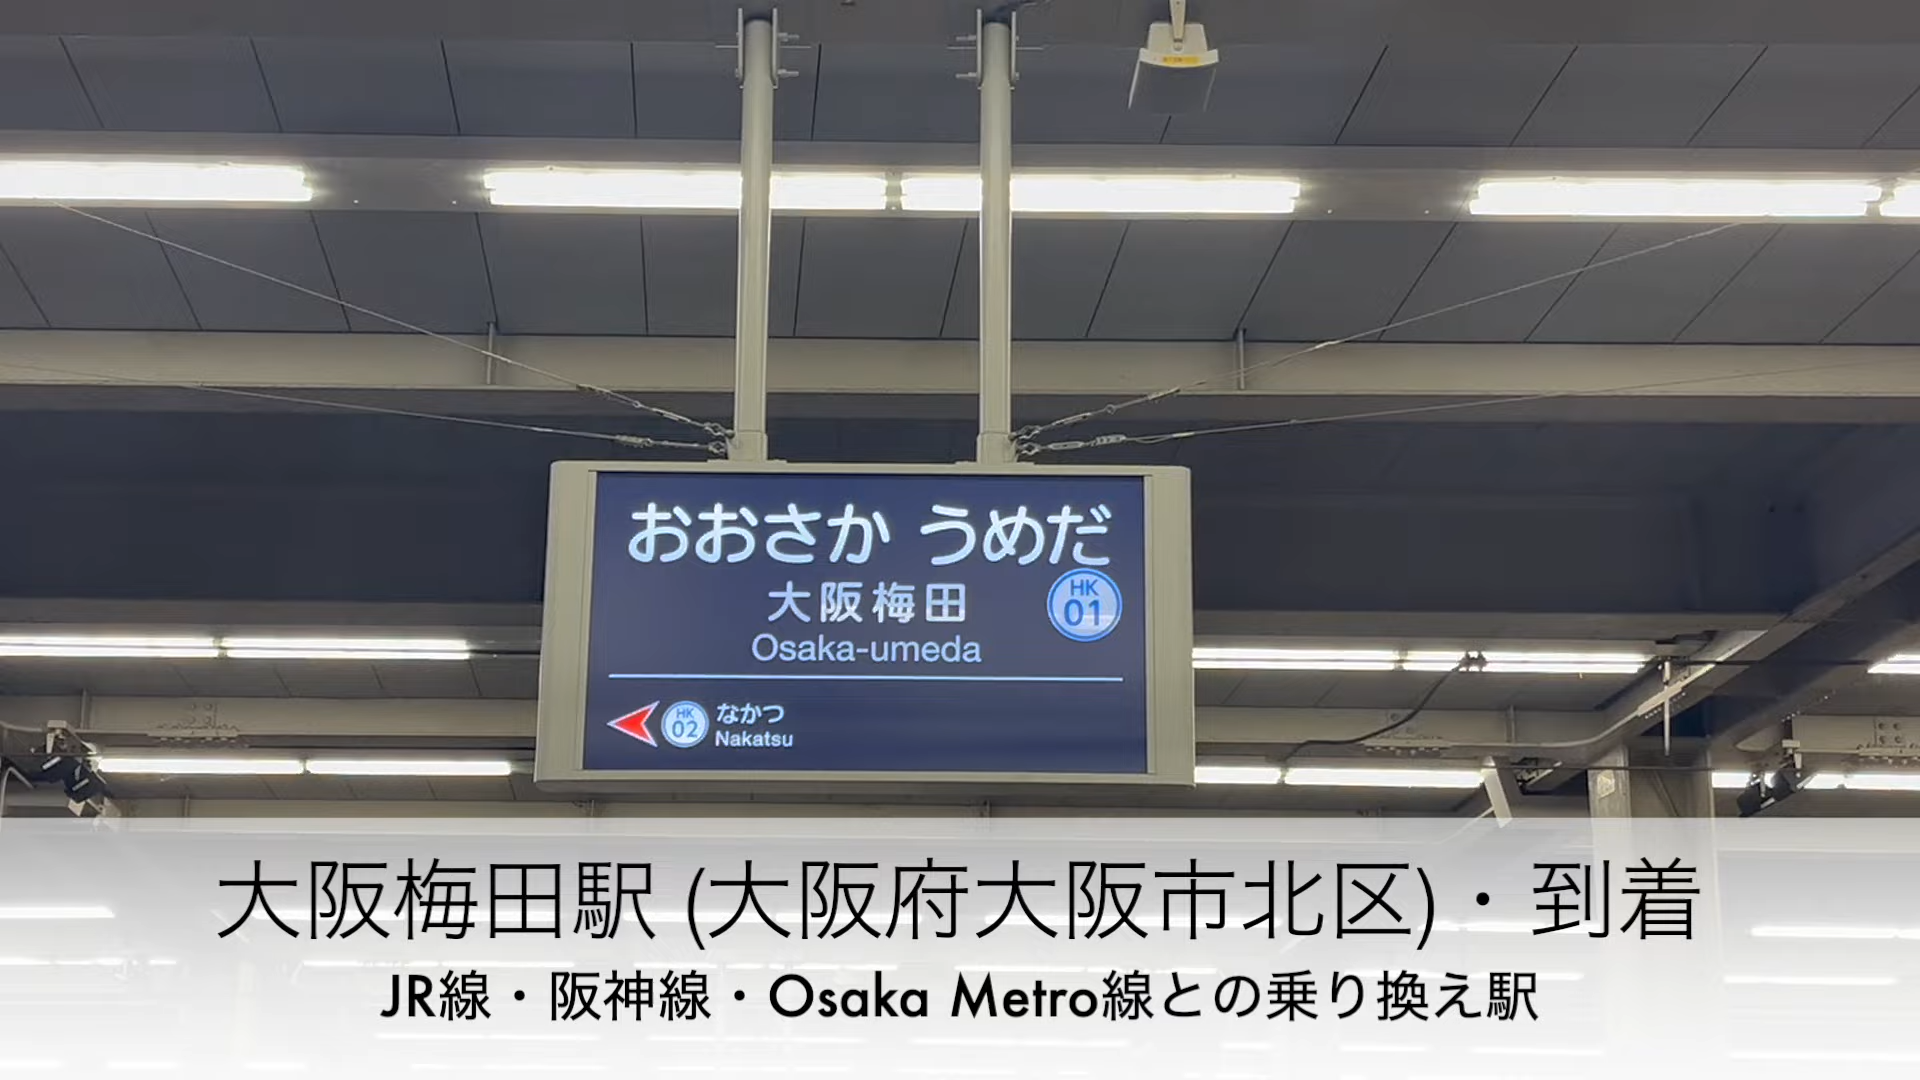 おおさか うめだ
大阪梅田
HK
01
Osaka-umeda
HK
02
なかつ
Nakatsu
大阪梅田駅 (大阪府大阪市北区)・到着
JR線・阪神線・Osaka Metro線との乗り換え駅